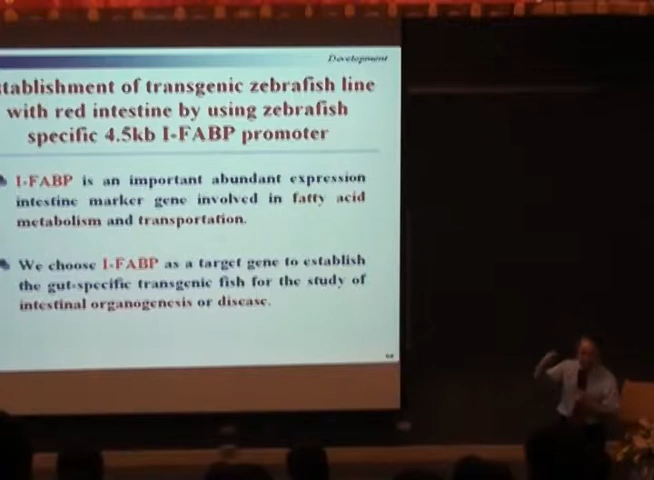 Development
tablishment of transgenic zebrafish line
with red intestine by using zebrafish
specific 4.5kb I-FABP promoter
I-FABP is an important abundant expression
intestine marker gene involved in fatty acid
metabolism and transportation.
We choose I-FABP as a target gene to establish
the gut-specific transgenic fish for the study of
intestinal organogenesis or disease.